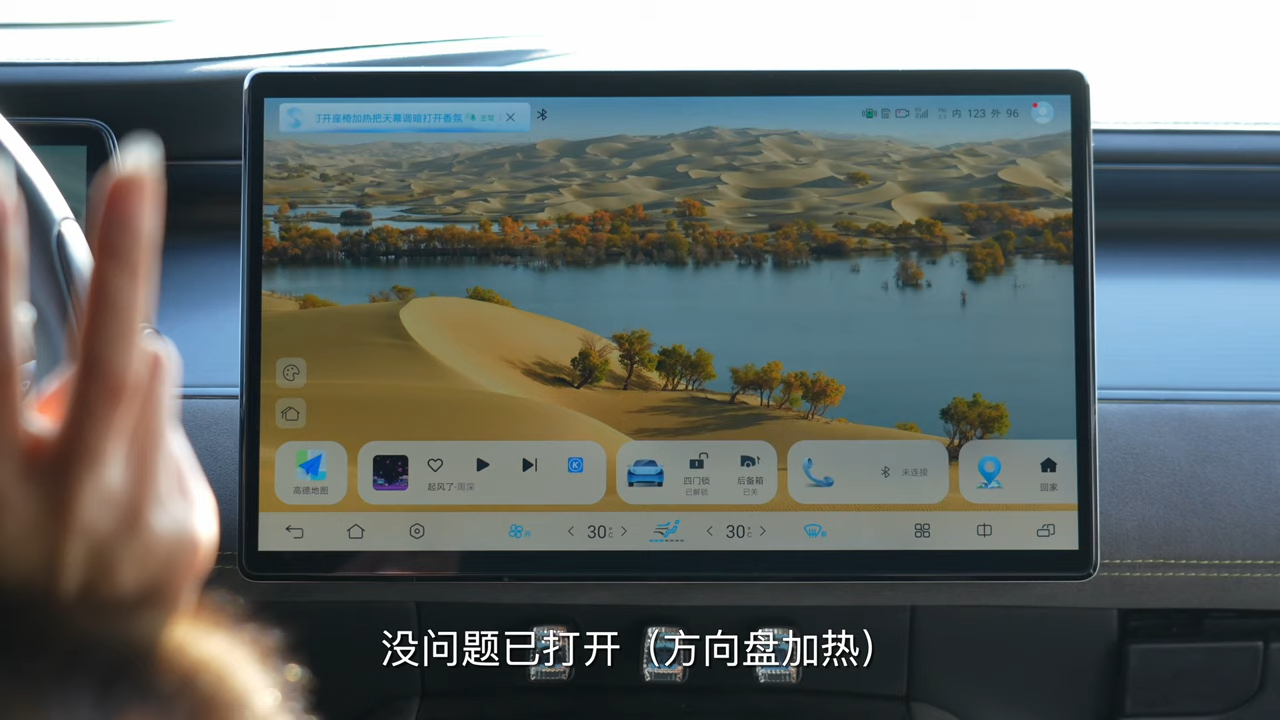 开座椅加热把天幕调暗打开香氛
内 123 外 96
高德地图
起风了·周深
K
四门锁
已解锁
后备箱
已关
未连接
回家
30°C
30°C
没问题已打开（方向盘加热）